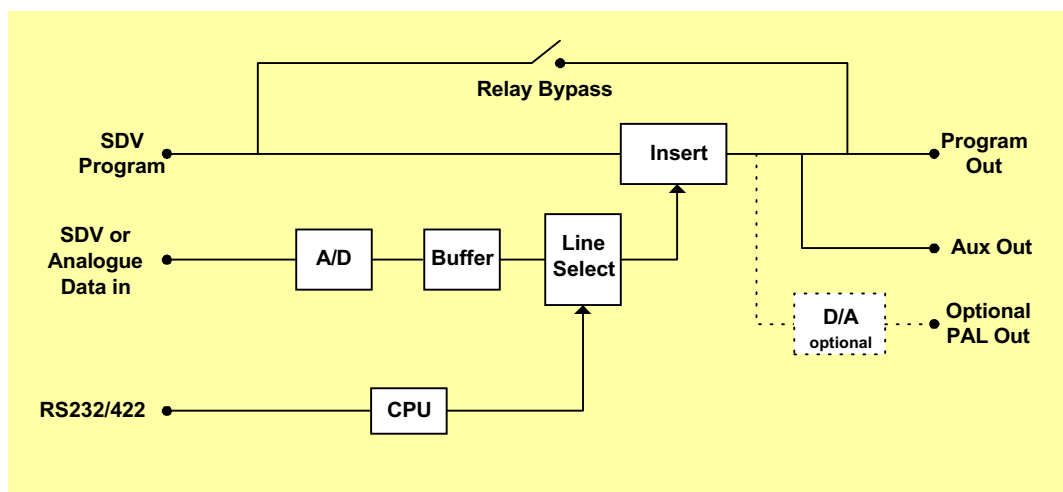 Relay Bypass
SDV
Program
Insert
Program
Out
SDV or
Analogue
Data in
A/D
Buffer
Line
Select
Aux Out
D/A
optional
Optional
PAL Out
RS232/422
CPU